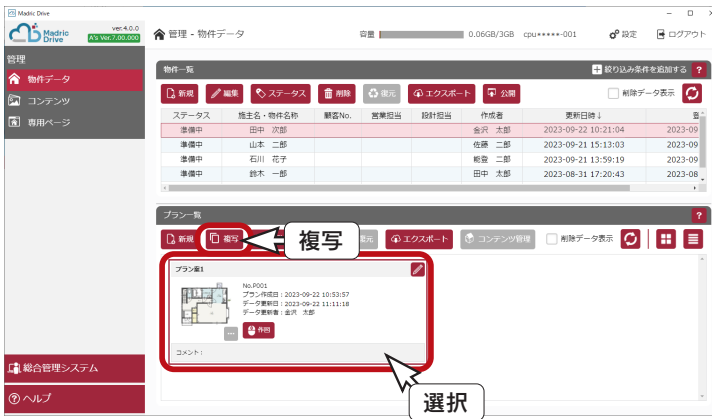 Madric Drive
Madric
Drive
ver.4.0.0
A's Ver.7.00.000
管理 - 物件データ
容量
0.06GB/3GB
cpu*****-001
設定
ログアウト
管理
物件データ
コンテンツ
専用ページ
総合管理システム
ヘルプ
物件一覧
絞り込み条件を追加する
?
新規
編集
ステータス
削除
復元
エクスポート
公開
削除データ表示
ステータス 施主名・物件名称 顧客No. 営業担当 設計担当 作成者 更新日時↓
準備中 田中 次郎 金沢 太郎 2023-09-22 10:21:04 2023-09
準備中 山本 二郎 佐藤 二郎 2023-09-21 15:13:03 2023-09
準備中 石川 花子 能登 二郎 2023-09-21 13:59:19 2023-09
準備中 鈴木 一郎 田中 太郎 2023-08-31 17:20:43 2023-08
プラン一覧
?
新規
複写
複写
元
エクスポート
コンテンツ管理
削除データ表示
プラン案1
No.P001
プラン作成日：2023-09-22 10:53:57
データ更新日：2023-09-22 11:11:18
データ更新者：金沢 太郎
...
作図
コメント：
選択